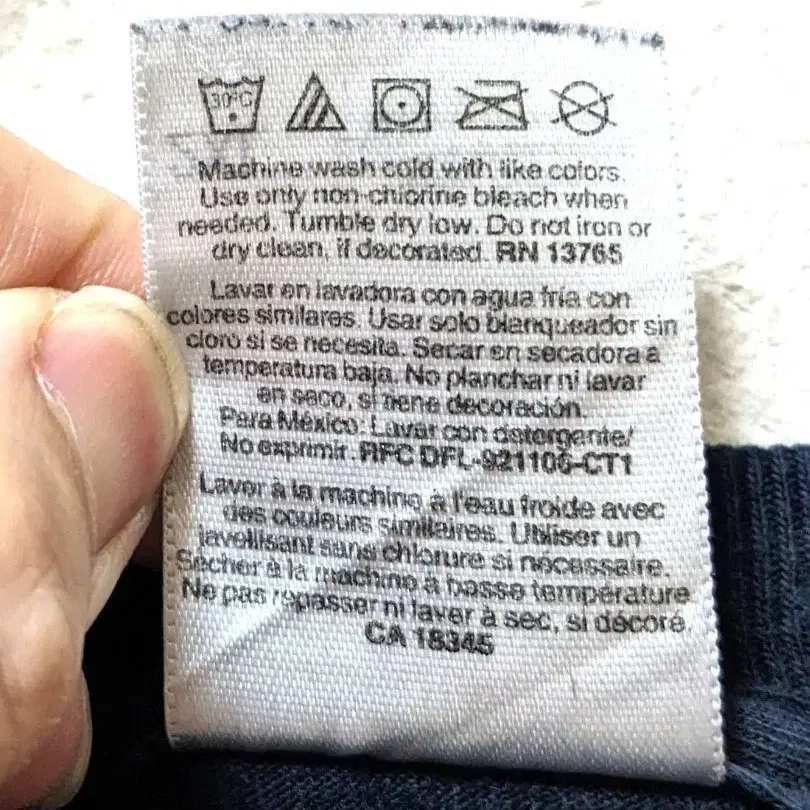 30°C
Machine wash cold with like colors.
Use only non-chlorine bleach when
needed. Tumble dry low. Do not iron or
dry clean, if decorated. RN 13765
Lavar en lavadora con agua fría con
colores similares. Usar solo blanqueador sin
cloro si se necesita. Secar en secadora a
temperatura baja. No planchar ni lavar
en seco, si tiene decoración.
Para México: Lavar con detergente/
No exprimir. RFC DFL-921106-CT1
Laver à la machine à l'eau froide avec
des couleurs similaires. Utiliser un
javellisant sans chlorure si nécessaire.
Sécher à la machine à basse température.
Ne pas repasser ni laver à sec, si décoré.
CA 18345